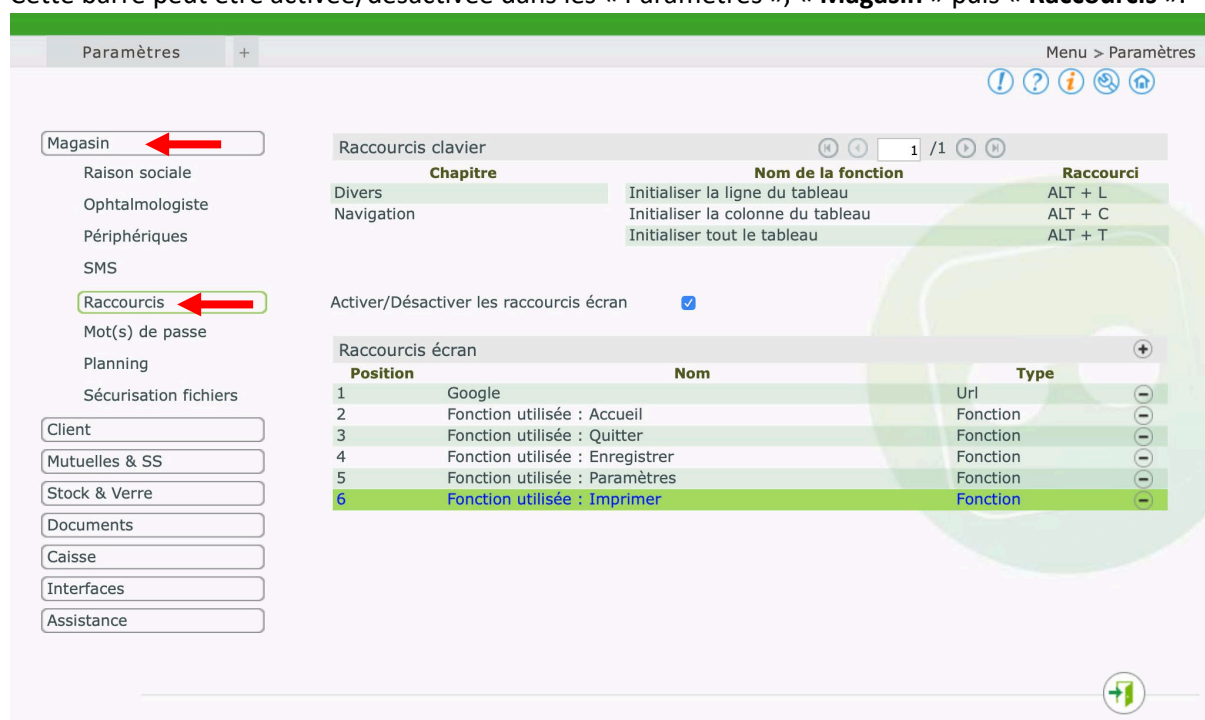 Cette barre peut être activée/désactivée dans les « Paramètres », « Magasin » puis « Raccourcis ».
Paramètres +
Menu > Paramètres
Magasin
Raison sociale
Ophtalmologiste
Périphériques
SMS
Raccourcis
Mot(s) de passe
Planning
Sécurisation fichiers
Client
Mutuelles & SS
Stock & Verre
Documents
Caisse
Interfaces
Assistance
Raccourcis clavier 1 /1
Chapitre Nom de la fonction Raccourci
Divers Initialiser la ligne du tableau ALT + L
Navigation Initialiser la colonne du tableau ALT + C
Initialiser tout le tableau ALT + T
Activer/Désactiver les raccourcis écran
Raccourcis écran
Position Nom Type
1 Google Url
2 Fonction utilisée : Accueil Fonction
3 Fonction utilisée : Quitter Fonction
4 Fonction utilisée : Enregistrer Fonction
5 Fonction utilisée : Paramètres Fonction
6 Fonction utilisée : Imprimer Fonction